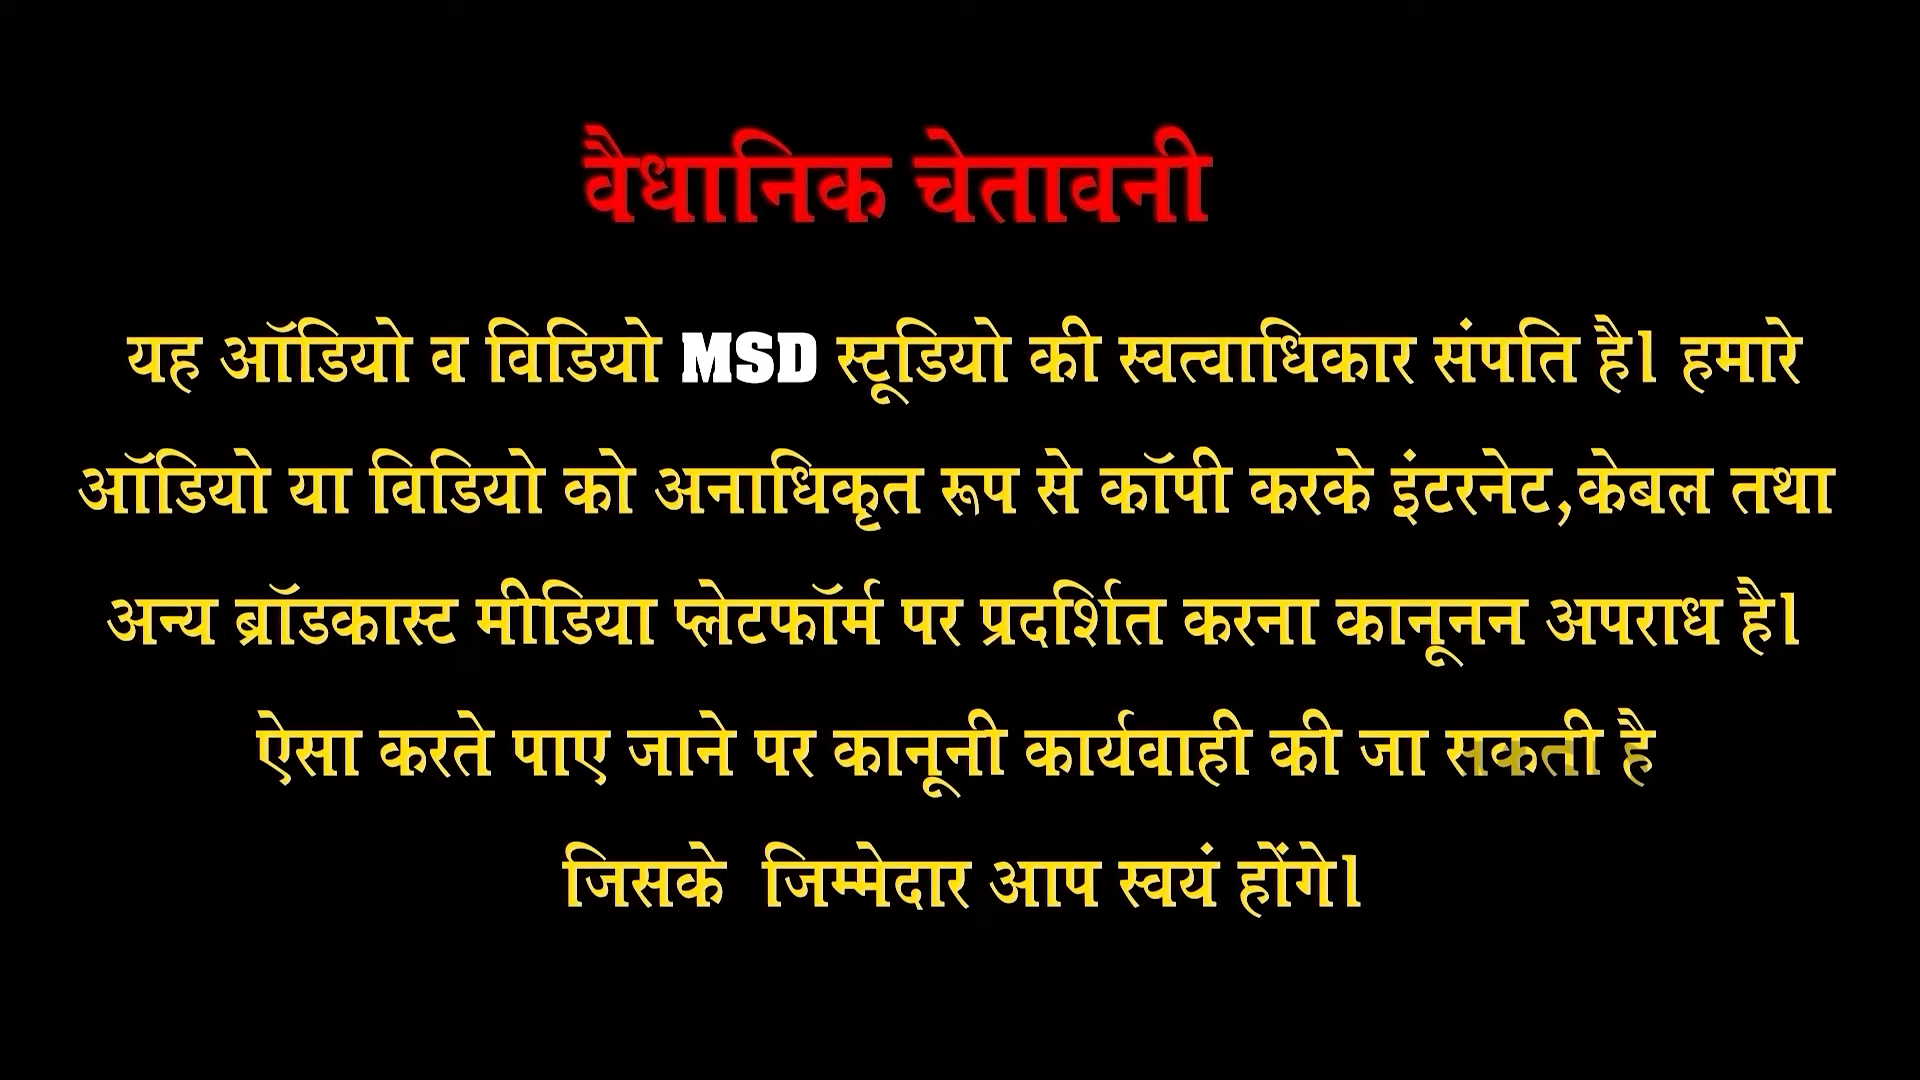 वैधानिक चेतावनी
यह ऑडियो व विडियो MSD स्टूडियो की स्वत्वाधिकार संपति है। हमारे
ऑडियो या विडियो को अनाधिकृत रूप से कॉपी करके इंटरनेट,केबल तथा
अन्य ब्रॉडकास्ट मीडिया प्लेटफॉर्म पर प्रदर्शित करना कानूनन अपराध है।
ऐसा करते पाए जाने पर कानूनी कार्यवाही की जा सकती है
जिसके जिम्मेदार आप स्वयं होंगे।